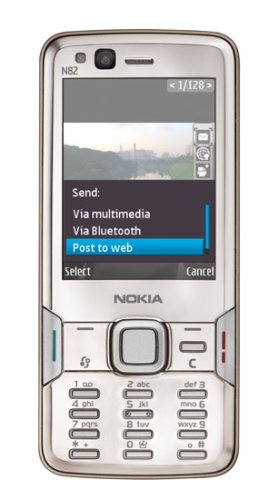 N82
< 1/128 >
Send:
Via multimedia
Via Bluetooth
Post to web
Select Cancel
NOKIA
C
1 2 abc def 3
4 ghi 5 jkl mno 6
7 pqrs 8 tuv wxyz 9
* + 0 #